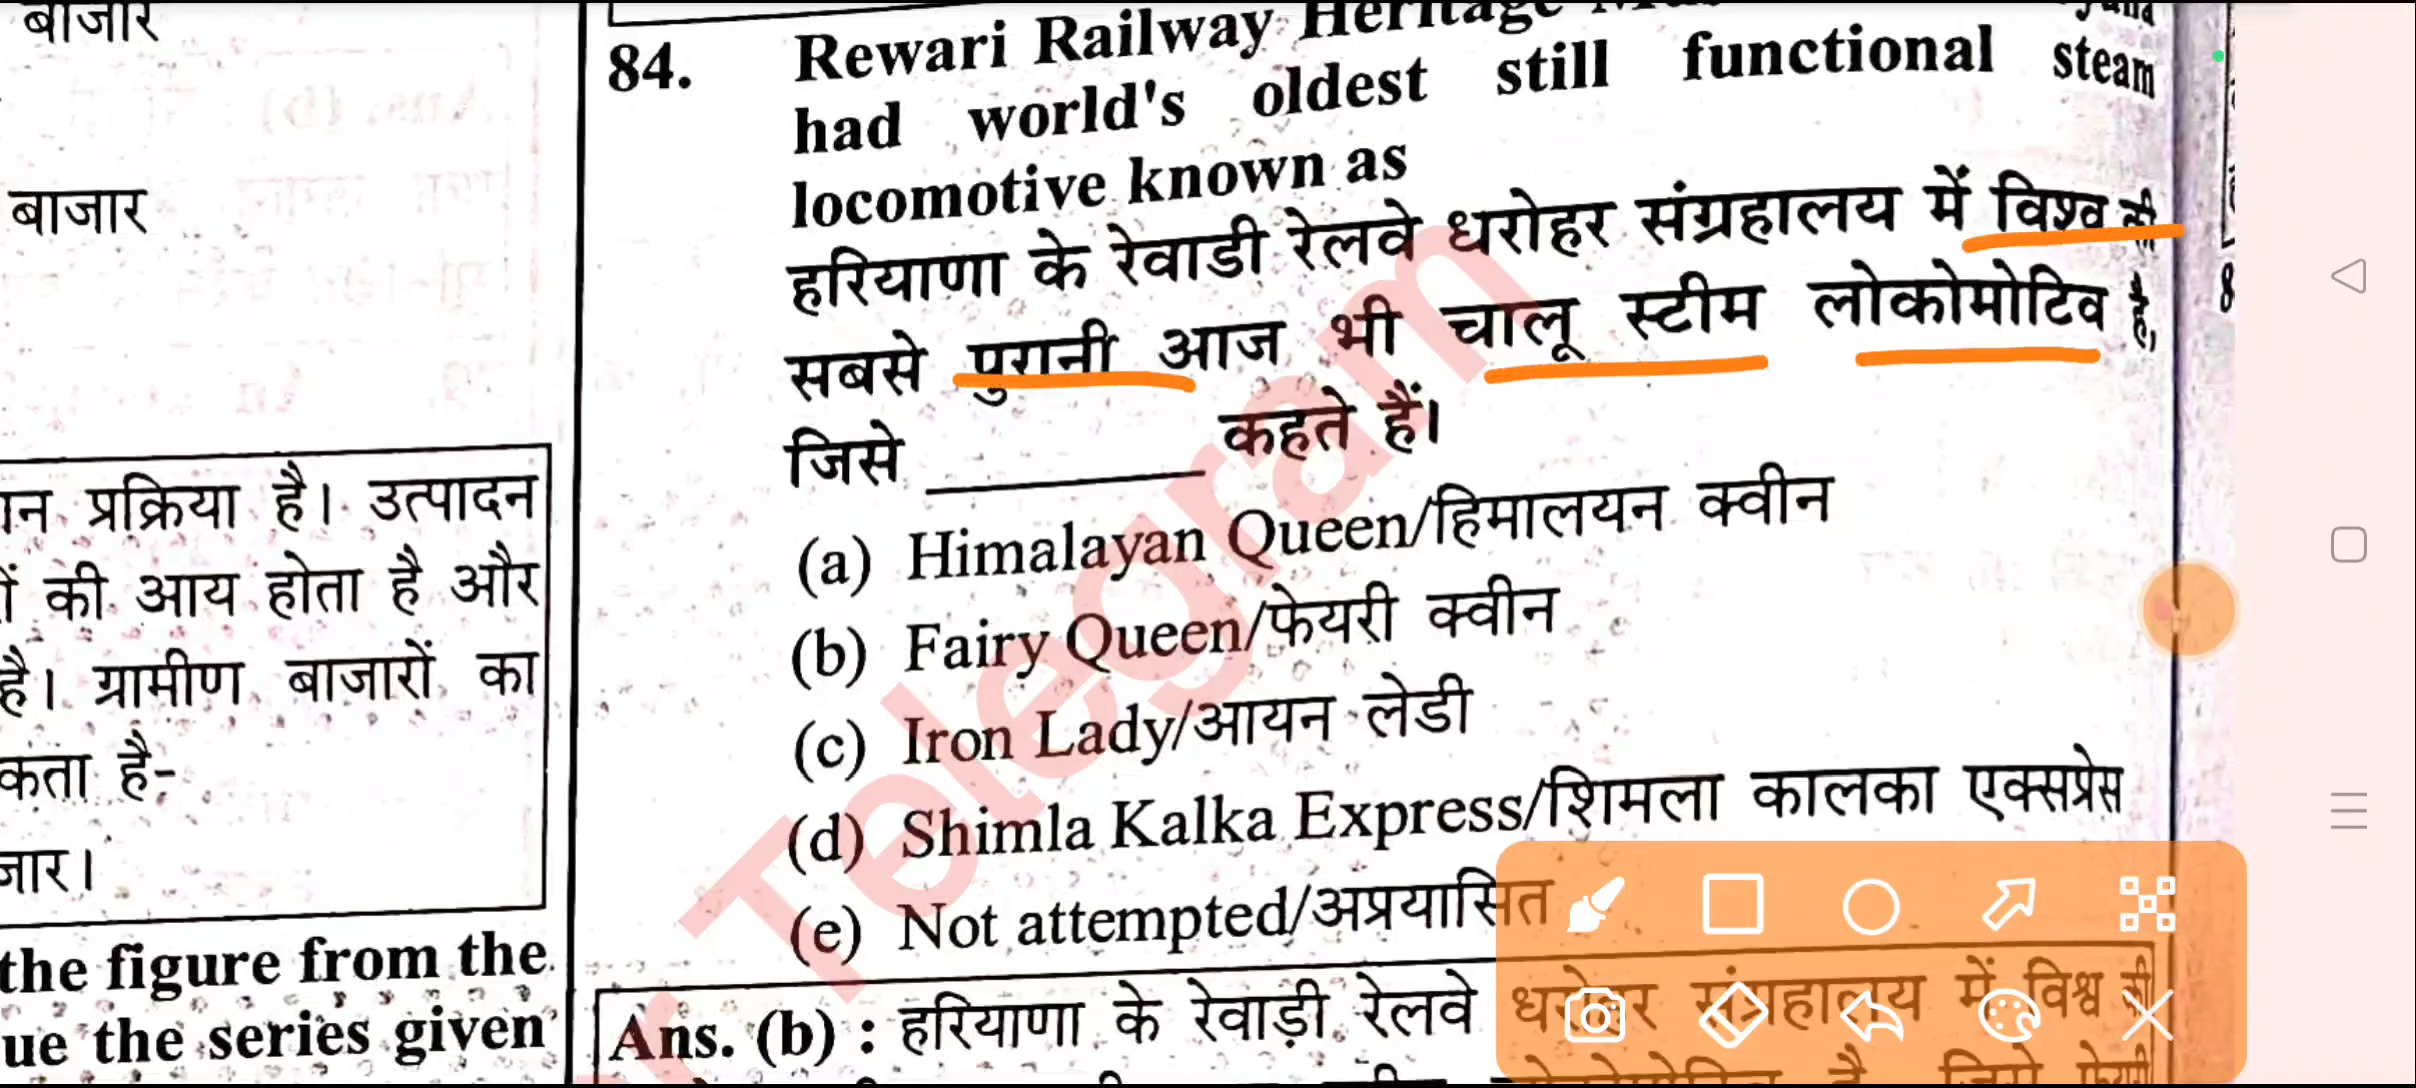 बाजार
बाजार
प्रक्रिया है। उत्पादन
की आय होता है और
है। ग्रामीण बाजारों का
है-
the figure from the
the series given
84. Rewari Railway Heritage
had world's oldest still functional steam
locomotive known as
हरियाणा के रेवाडी रेलवे धरोहर संग्रहालय में विश्व की
सबसे पुरानी आज भी चालू स्टीम लोकोमोटिव है,
जिसे ________ कहते हैं।
(a) Himalayan Queen/हिमालयन क्वीन
(b) Fairy Queen/फेयरी क्वीन
(c) Iron Lady/आयन लेडी
(d) Shimla Kalka Express/शिमला कालका एक्सप्रेस
(e) Not attempted/अप्रयासित
Ans. (b) : हरियाणा के रेवाड़ी रेलवे धरोहर संग्रहालय में विश्व की
Telegram
8